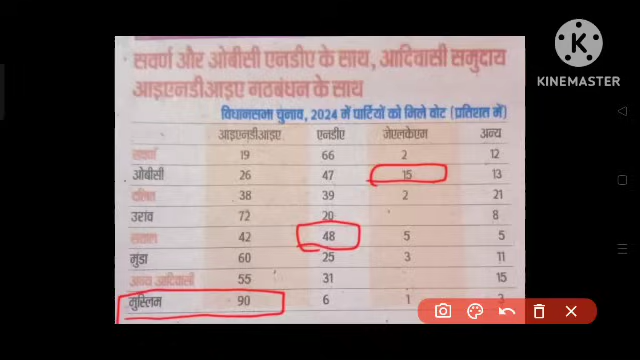 K
KINEMASTER
सवर्ण और ओबीसी एनडीए के साथ, आदिवासी समुदाय
आइएनडीआइए गठबंधन के साथ
विधानसभा चुनाव, 2024 में पार्टियों को मिले वोट (प्रतिशत में)
आइएनडीआइए एनडीए जेएलकेएम अन्य
सवर्ण 19 66 2 12
ओबीसी 26 47 15 13
दलित 38 39 2 21
उरांव 72 20 8
संताल 42 48 5 5
मुंडा 60 25 3 11
अन्य आदिवासी 55 31 15
मुस्लिम 90 6 1 3